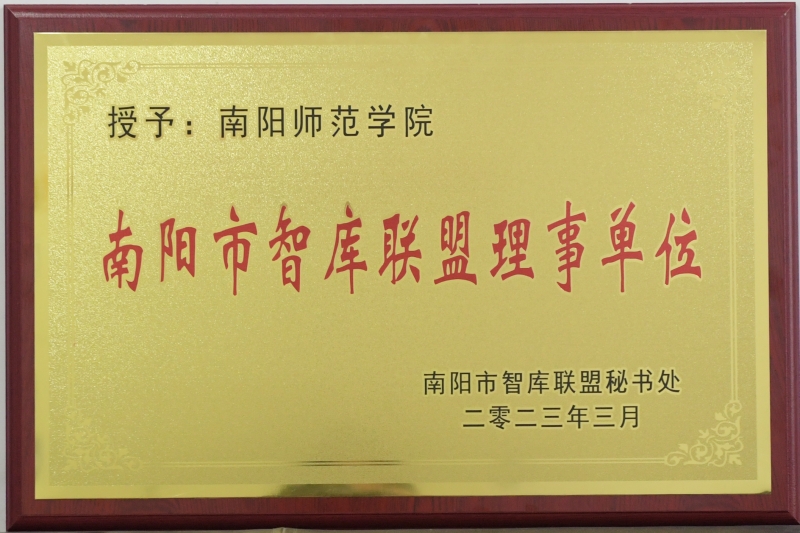 授予：南阳师范学院
南阳市智库联盟理事单位
南阳市智库联盟秘书处
二零二三年三月